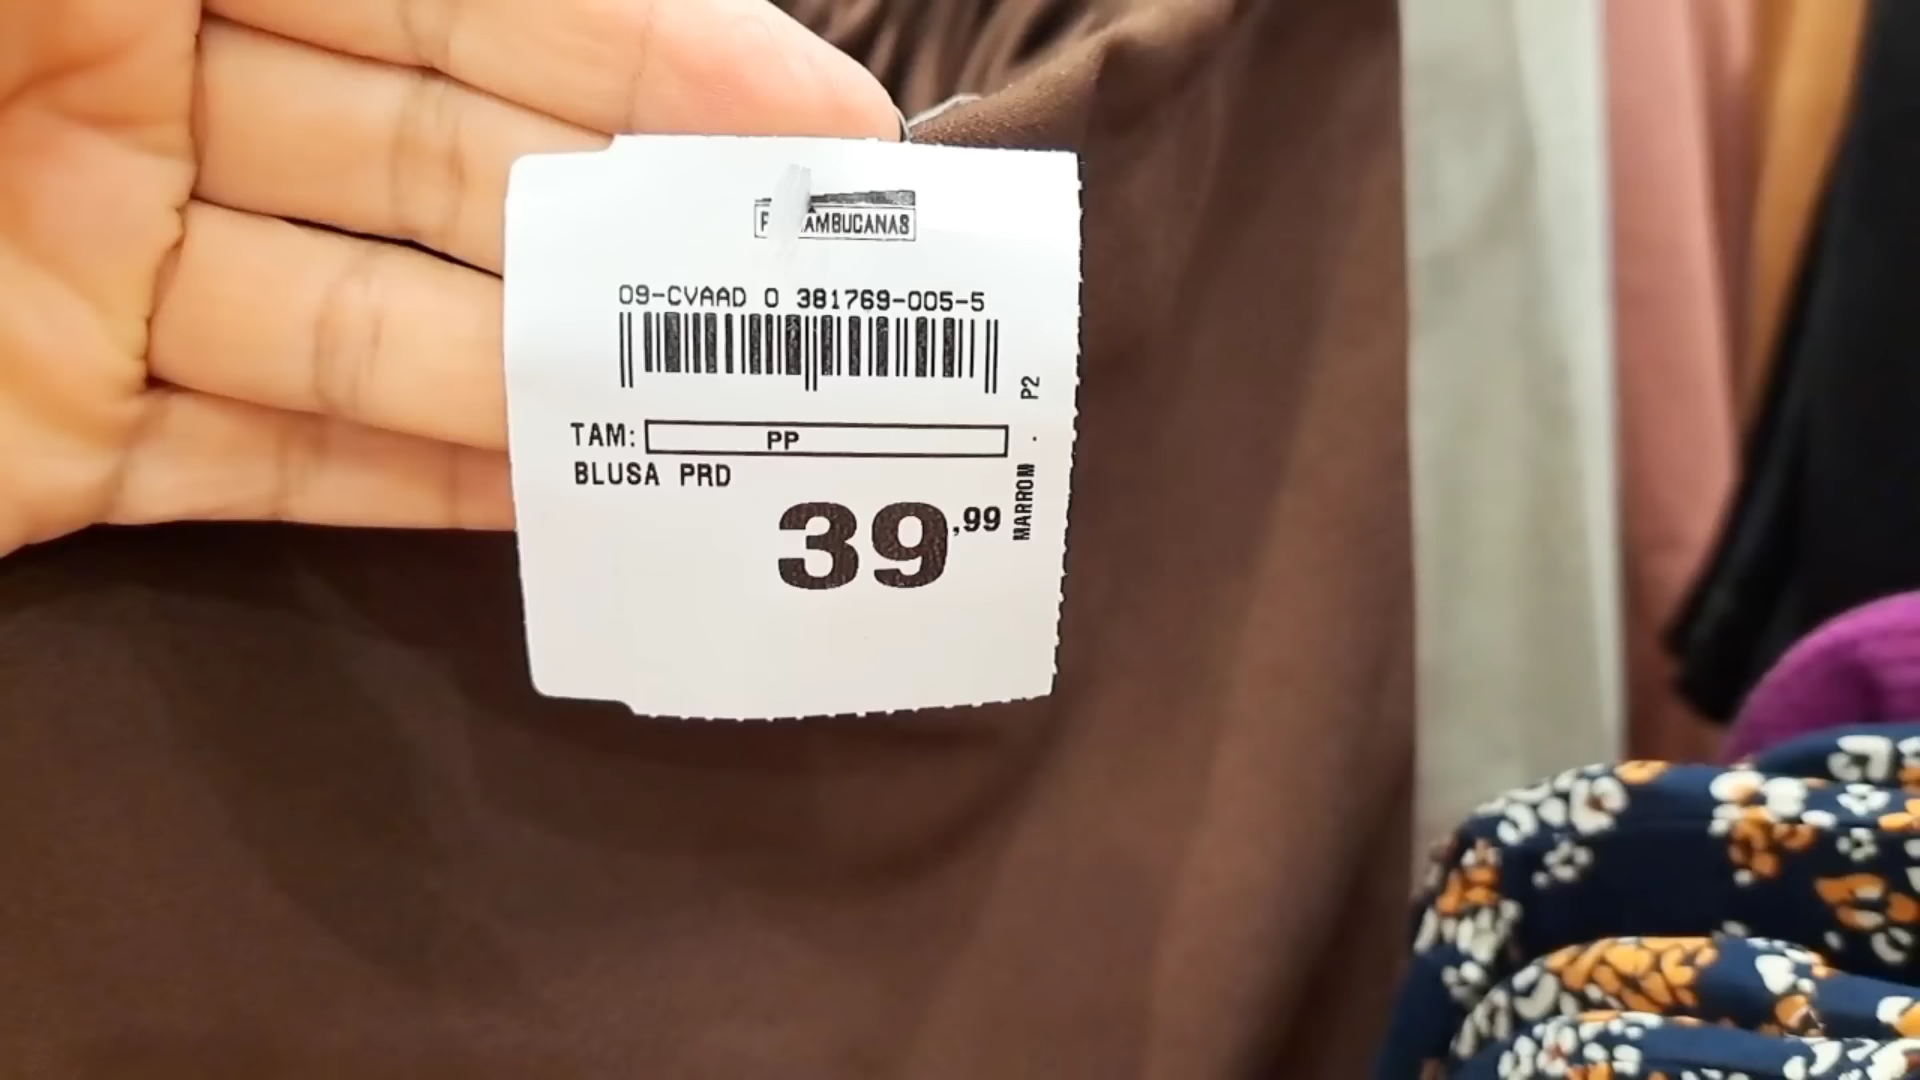 AMBUCANAS
09-CVAAD 0 381769-005-5
P2
TAM: PP
BLUSA PRD
39,99
MARROM